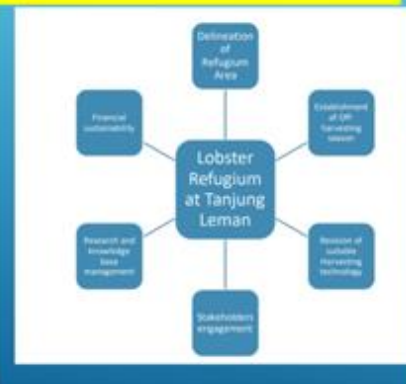 Delineation
of
Refugium
Area
Establishment
of Off-
harvesting
season
Financial
sustainability
Lobster
Refugium
at Tanjung
Leman
Research and
knowledge
base
management
Revision of
suitable
Harvesting
technology
Stakeholders
engagement